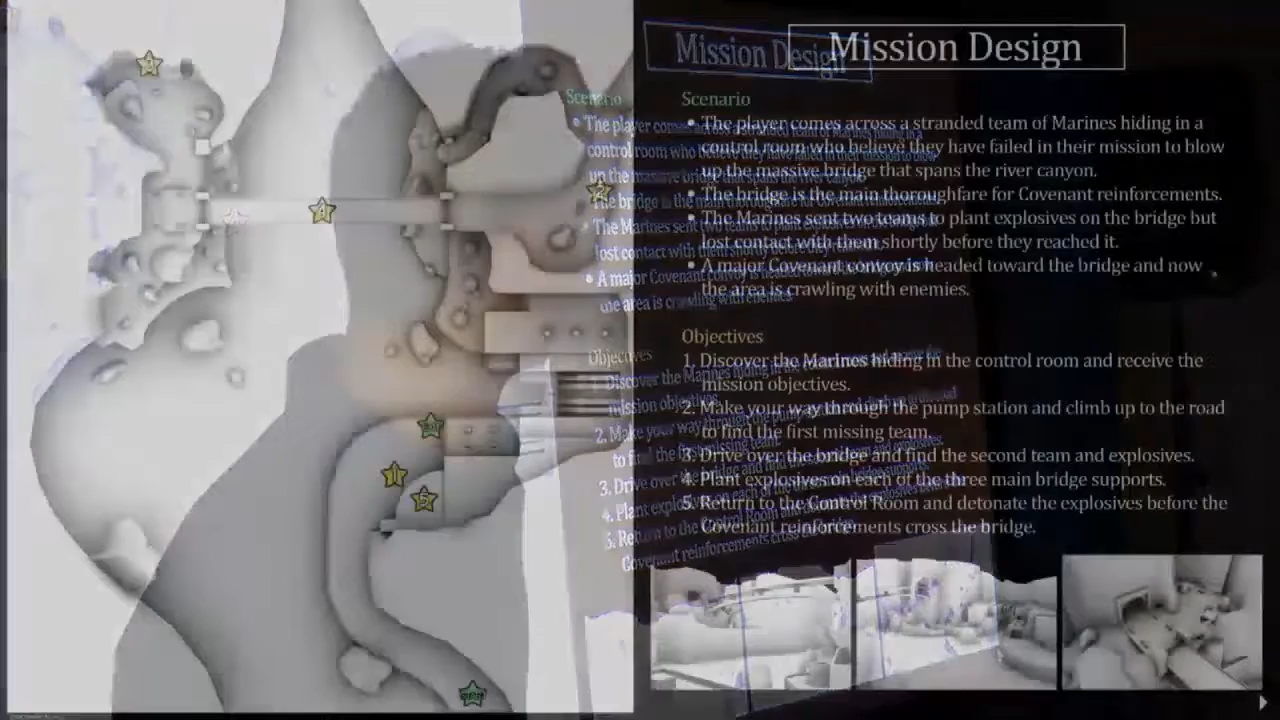 Mission Design
Mission Design
Scenario
Scenario
• The player comes across a stranded team of Marines hiding in a
control room who believe they have failed in their mission to blow
up the massive bridge that spans the river canyon.
• The bridge is the main thoroughfare for Covenant reinforcements.
• The Marines sent two teams to plant explosives on the bridge but
lost contact with them shortly before they reached it.
• A major Covenant convoy is headed toward the bridge and now
the area is crawling with enemies.
Objectives
Objectives
1. Discover the Marines hiding in the control room and receive the
mission objectives.
2. Make your way through the pump station and climb up to the road
to find the first missing team.
3. Drive over the bridge and find the second team and explosives.
4. Plant explosives on each of the three main bridge supports.
5. Return to the Control Room and detonate the explosives before the
Covenant reinforcements cross the bridge.